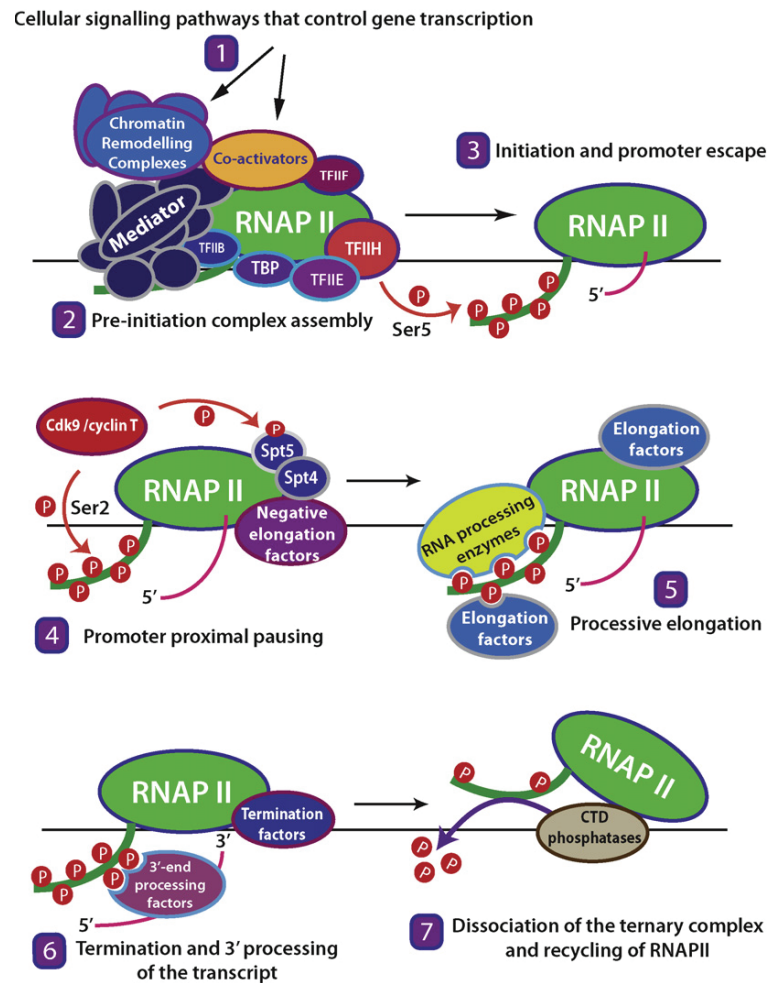 Cellular signalling pathways that control gene transcription
1
Chromatin
Remodelling
Complexes
Co-activators
TFIIF
Mediator
RNAP II
TFIIB
TBP
TFIIE
TFIIH
P
Ser5
2 Pre-initiation complex assembly
3 Initiation and promoter escape
RNAP II
P
P
P
P
P
5’
Cdk9 /cyclin T
P
P
Spt5
Spt4
RNAP II
Negative
elongation
factors
P
Ser2
P
P
P
P
P
5’
4 Promoter proximal pausing
Elongation
factors
RNAP II
RNA processing
enzymes
P
P
P
P
P
5’
Elongation
factors
5
Processive elongation
RNAP II
Termination
factors
3’
3’-end
processing
factors
P
P
P
P
P
P
5’
6 Termination and 3’ processing
of the transcript
RNAP II
P
P
CTD
phosphatases
P
P
P
7 Dissociation of the ternary complex
and recycling of RNAPII